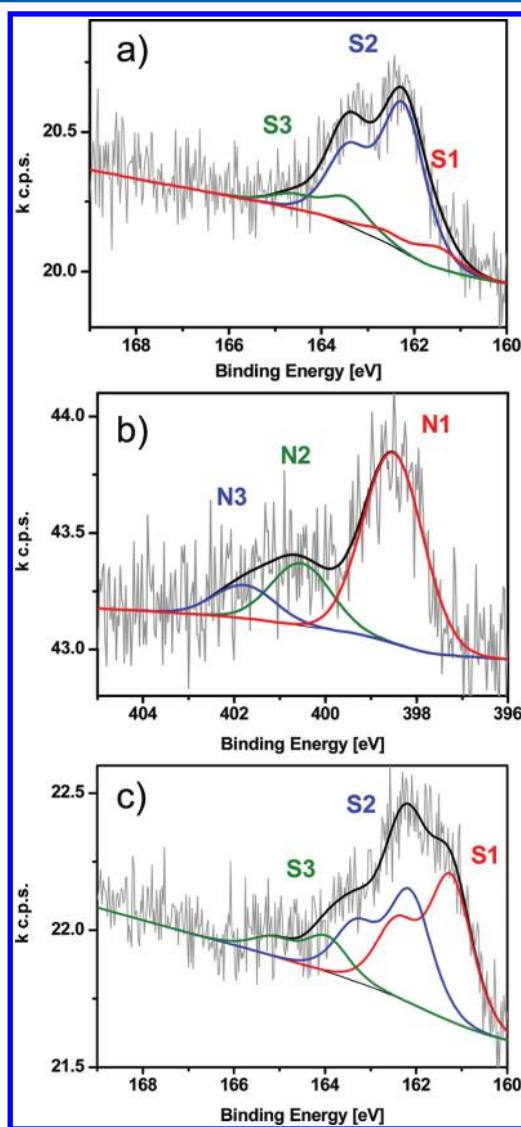 a)
S2
S3
S1
k c.p.s.
20.5
20.0
168 166 164 162 160
Binding Energy [eV]
b)
N1
N2
N3
k c.p.s.
44.0
43.5
43.0
404 402 400 398 396
Binding Energy [eV]
c)
S2
S1
S3
k c.p.s.
22.5
22.0
21.5
168 166 164 162 160
Binding Energy [eV]